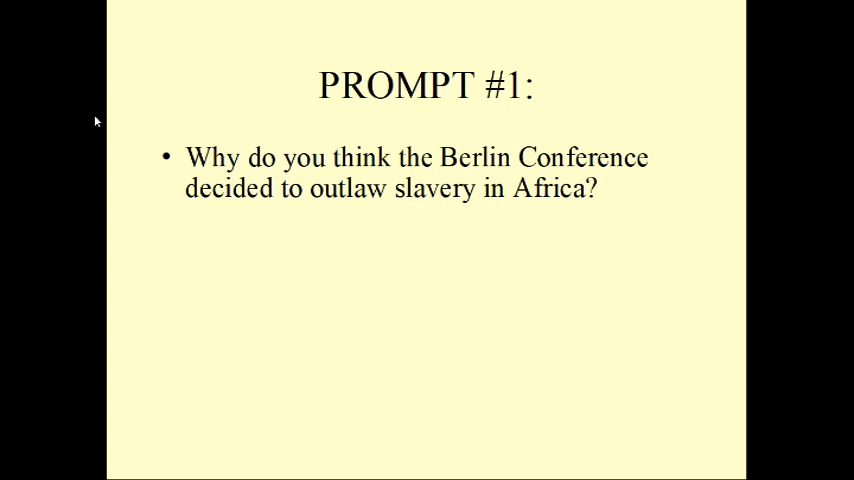 PROMPT #1:
• Why do you think the Berlin Conference
decided to outlaw slavery in Africa?